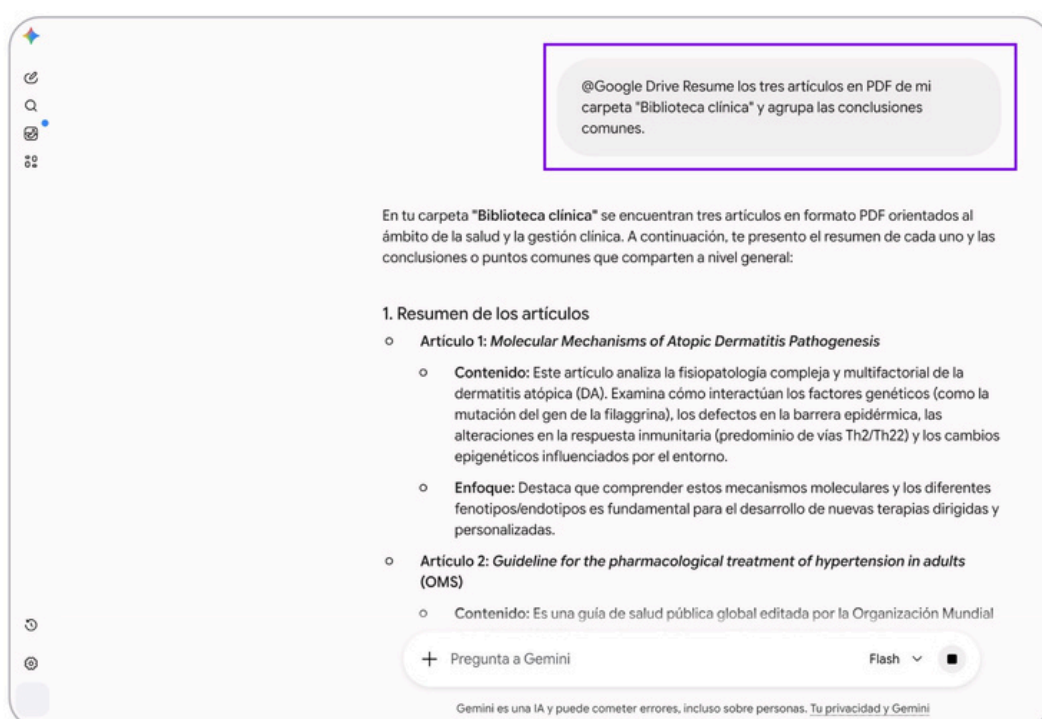 @Google Drive Resume los tres artículos en PDF de mi
carpeta "Biblioteca clínica" y agrupa las conclusiones
comunes.
En tu carpeta "Biblioteca clínica" se encuentran tres artículos en formato PDF orientados al
ámbito de la salud y la gestión clínica. A continuación, te presento el resumen de cada uno y las
conclusiones o puntos comunes que comparten a nivel general:
1. Resumen de los artículos
Artículo 1: Molecular Mechanisms of Atopic Dermatitis Pathogenesis
Contenido: Este artículo analiza la fisiopatología compleja y multifactorial de la
dermatitis atópica (DA). Examina cómo interactúan los factores genéticos (como la
mutación del gen de la filaggrina), los defectos en la barrera epidérmica, las
alteraciones en la respuesta inmunitaria (predominio de vías Th2/Th22) y los cambios
epigenéticos influenciados por el entorno.
Enfoque: Destaca que comprender estos mecanismos moleculares y los diferentes
fenotipos/endotipos es fundamental para el desarrollo de nuevas terapias dirigidas y
personalizadas.
Artículo 2: Guideline for the pharmacological treatment of hypertension in adults
(OMS)
Contenido: Es una guía de salud pública global editada por la Organización Mundial
Pregunta a Gemini
Flash
Gemini es una IA y puede cometer errores, incluso sobre personas. Tu privacidad y Gemini